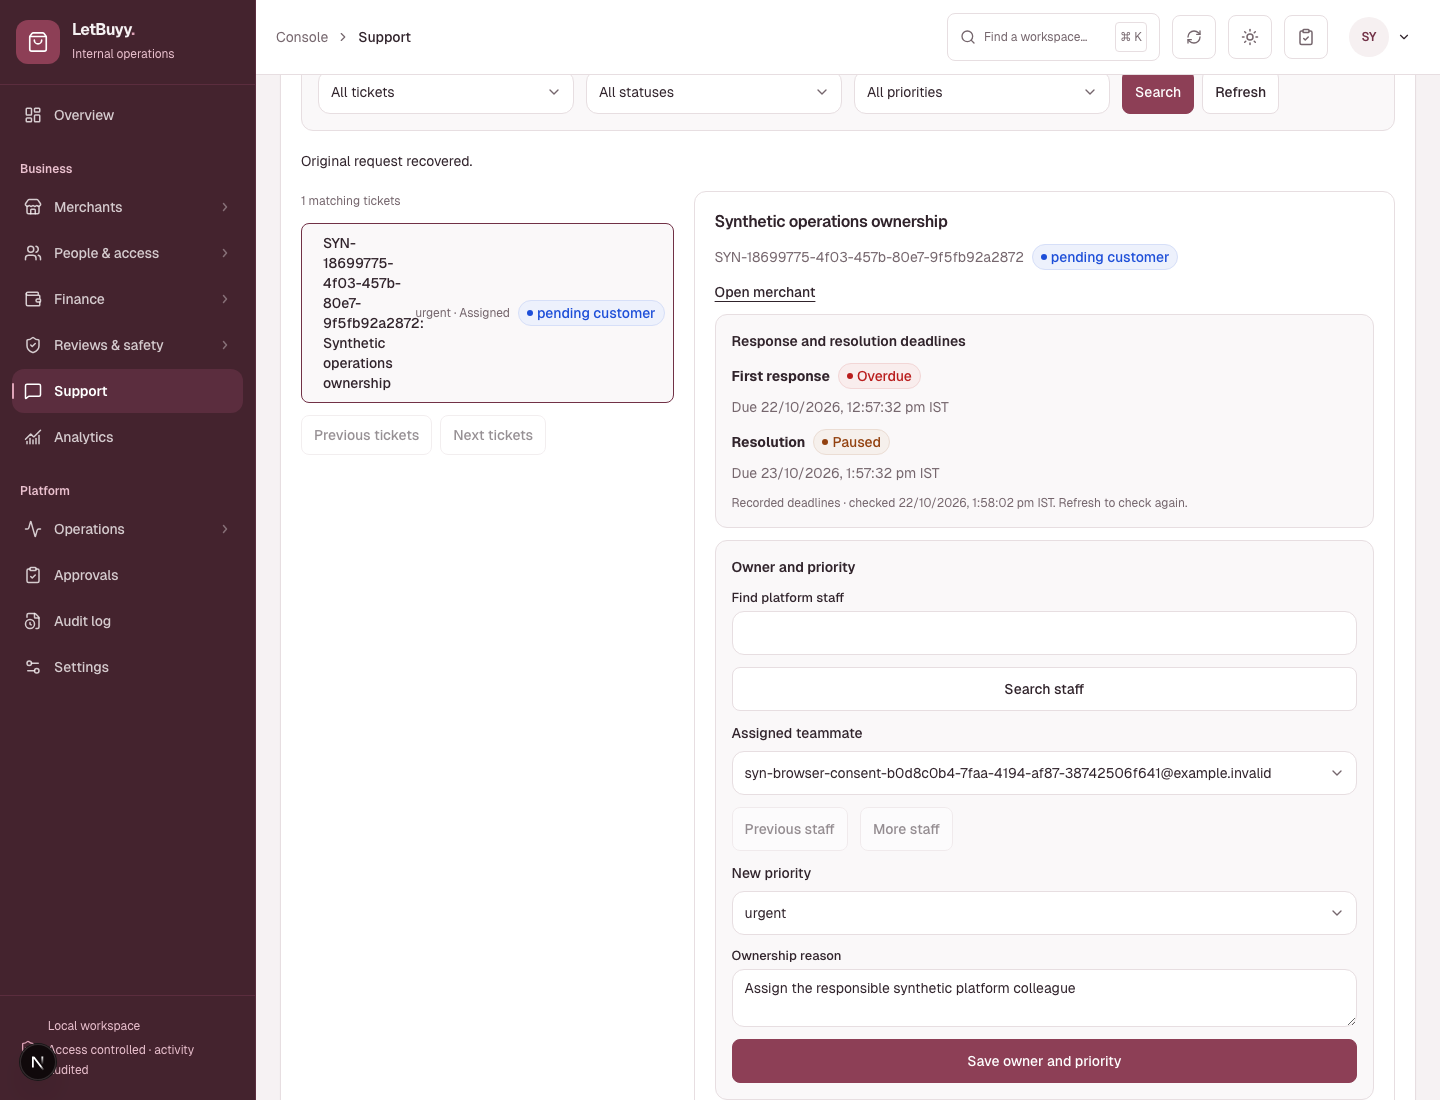 LetBuyy.
Internal operations
Overview
Business
Merchants
People & access
Finance
Reviews & safety
Support
Analytics
Platform
Operations
Approvals
Audit log
Settings
Local workspace
Access controlled · activity
audited
N
Console > Support
Find a workspace... ⌘ K
SY
All tickets
All statuses
All priorities
Search
Refresh
Original request recovered.
1 matching tickets
SYN-
18699775-
4f03-457b-
80e7-
9f5fb92a2872:
Synthetic
operations
ownership
urgent · Assigned
pending customer
Previous tickets
Next tickets
Synthetic operations ownership
SYN-18699775-4f03-457b-80e7-9f5fb92a2872 pending customer
Open merchant
Response and resolution deadlines
First response Overdue
Due 22/10/2026, 12:57:32 pm IST
Resolution Paused
Due 23/10/2026, 1:57:32 pm IST
Recorded deadlines · checked 22/10/2026, 1:58:02 pm IST. Refresh to check again.
Owner and priority
Find platform staff
Search staff
Assigned teammate
syn-browser-consent-b0d8c0b4-7faa-4194-af87-38742506f641@example.invalid
Previous staff
More staff
New priority
urgent
Ownership reason
Assign the responsible synthetic platform colleague
Save owner and priority